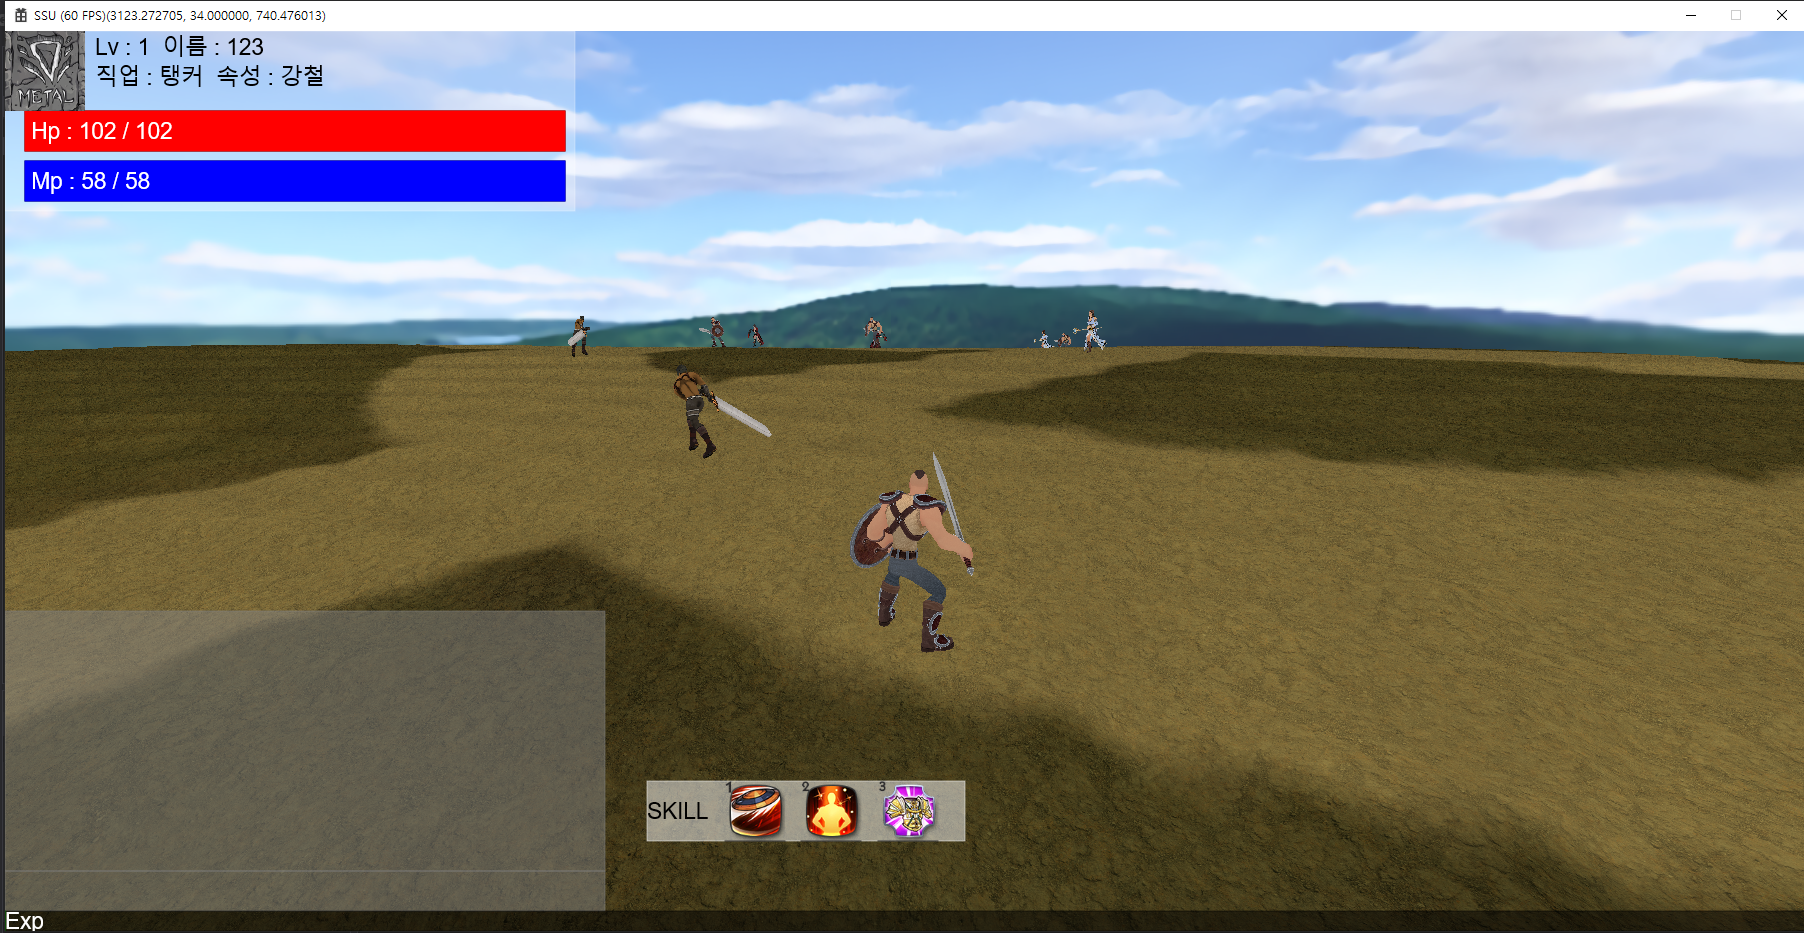 SSU (60 FPS)(3123.272705, 34.000000, 740.476013)
Lv : 1 이름 : 123
직업 : 탱커 속성 : 강철
METAL
Hp : 102 / 102
Mp : 58 / 58
SKILL 1 2 3
Exp